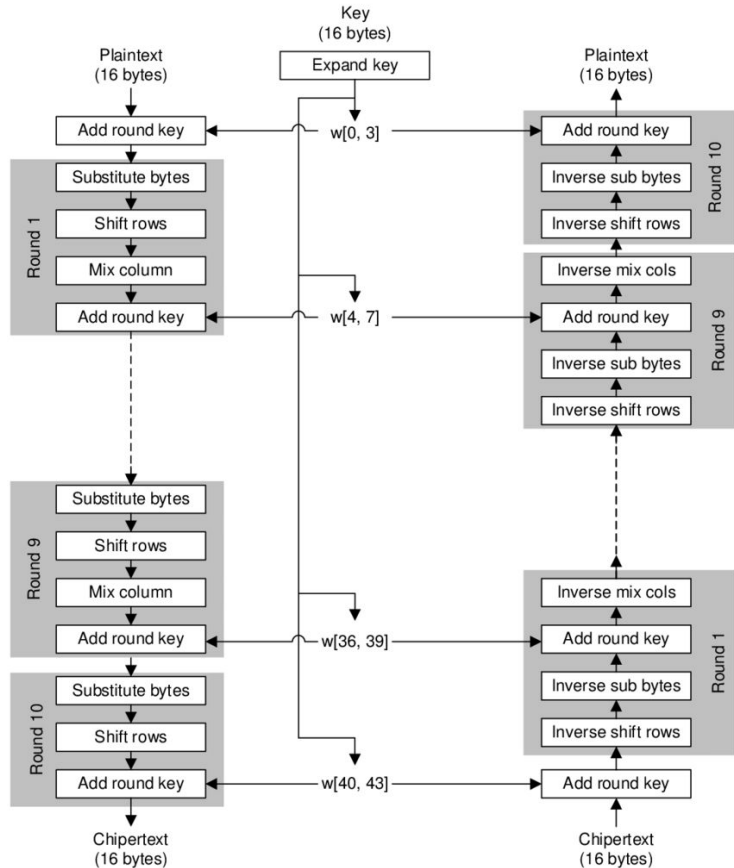 Key
(16 bytes)
Expand key
Plaintext
(16 bytes)
Add round key
Round 1
Substitute bytes
Shift rows
Mix column
Add round key
Round 9
Substitute bytes
Shift rows
Mix column
Add round key
Round 10
Substitute bytes
Shift rows
Add round key
Chipertext
(16 bytes)
w[0, 3]
w[4, 7]
w[36, 39]
w[40, 43]
Plaintext
(16 bytes)
Add round key
Inverse sub bytes
Inverse shift rows
Round 10
Inverse mix cols
Add round key
Inverse sub bytes
Inverse shift rows
Round 9
Inverse mix cols
Add round key
Inverse sub bytes
Inverse shift rows
Round 1
Add round key
Chipertext
(16 bytes)